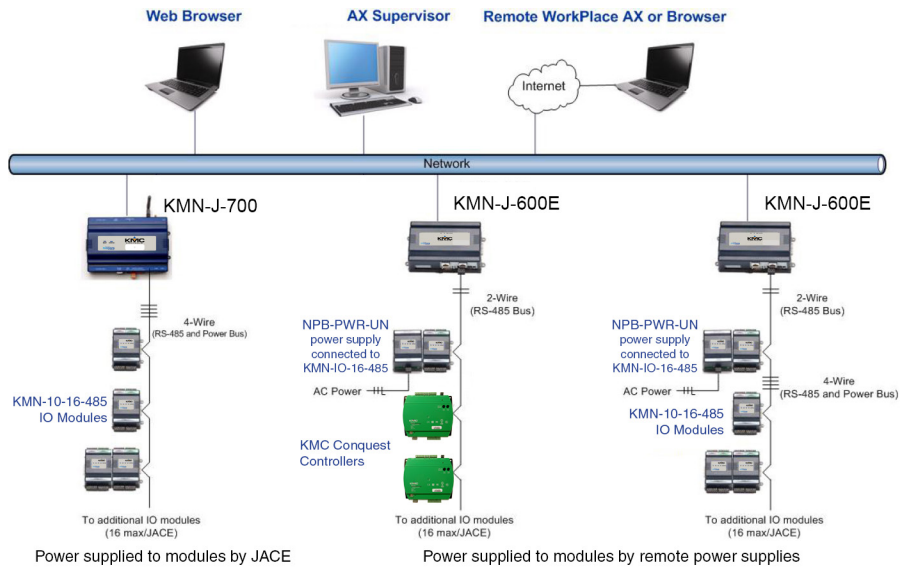 Web Browser
AX Supervisor
Remote WorkPlace AX or Browser
Internet
Network
KMN-J-700
KMN-J-600E
KMN-J-600E
KMC
KMC
KMC
4-Wire
(RS-485 and Power Bus)
KMN-10-16-485
IO Modules
To additional IO modules
(16 max/JACE)
2-Wire
(RS-485 Bus)
NPB-PWR-UN
power supply
connected to
KMN-IO-16-485
AC Power
KMC Conquest
Controllers
To additional IO modules
(16 max/JACE)
2-Wire
(RS-485 Bus)
NPB-PWR-UN
power supply
connected to
KMN-IO-16-485
AC Power
4-Wire
(RS-485 and Power Bus)
KMN-10-16-485
IO Modules
To additional IO modules
(16 max/JACE)
Power supplied to modules by JACE
Power supplied to modules by remote power supplies